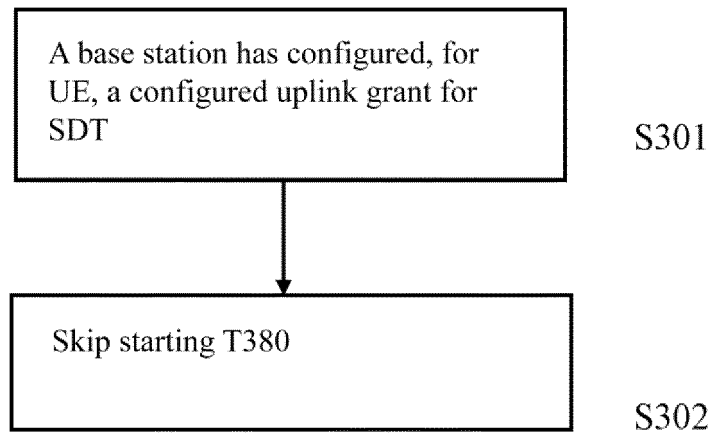 A base station has configured, for
UE, a configured uplink grant for
SDT
S301
Skip starting T380
S302